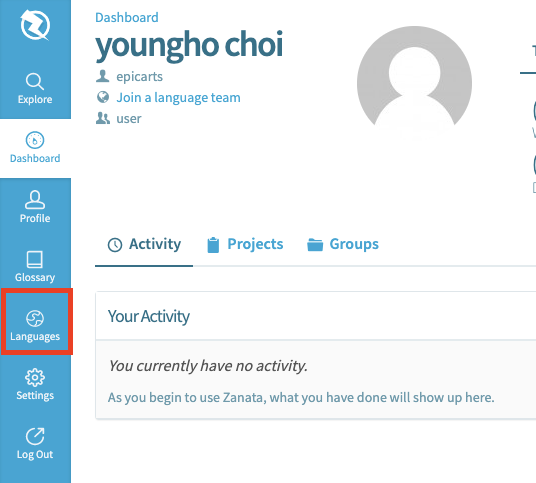 Explore
Dashboard
Profile
Glossary
Languages
Settings
Log Out
Dashboard
youngho choi
epicarts
Join a language team
user
Activity
Projects
Groups
Your Activity
You currently have no activity.
As you begin to use Zanata, what you have done will show up here.